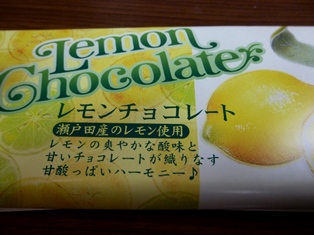 Lemon
Chocolate
レモンチョコレート
瀬戸田産のレモン使用
レモンの爽やかな酸味と
甘いチョコレートが織りなす
甘酸っぱいハーモニー♪